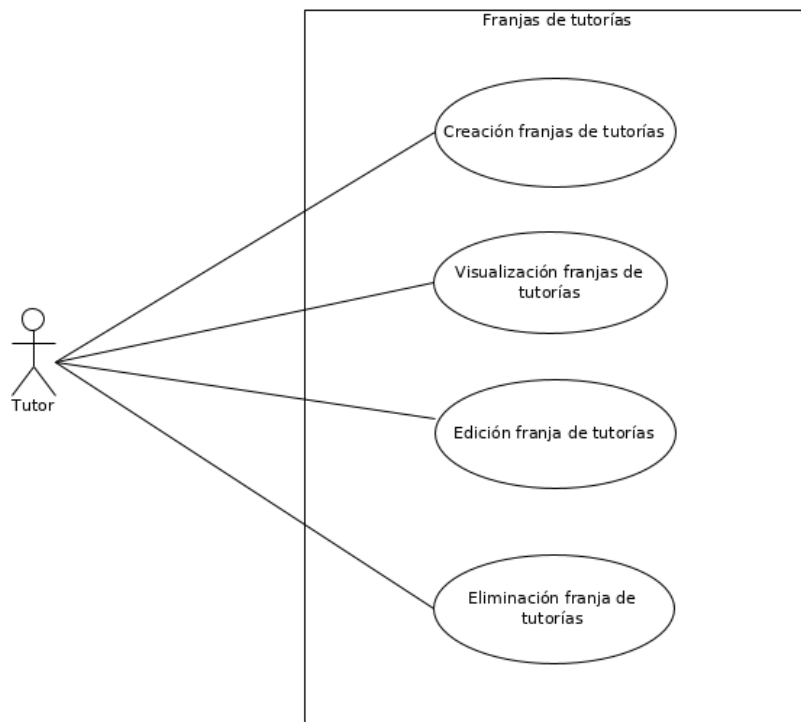 Franjas de tutorías
Creación franjas de tutorías
Visualización franjas de
tutorías
Edición franja de tutorías
Tutor
Eliminación franja de
tutorías